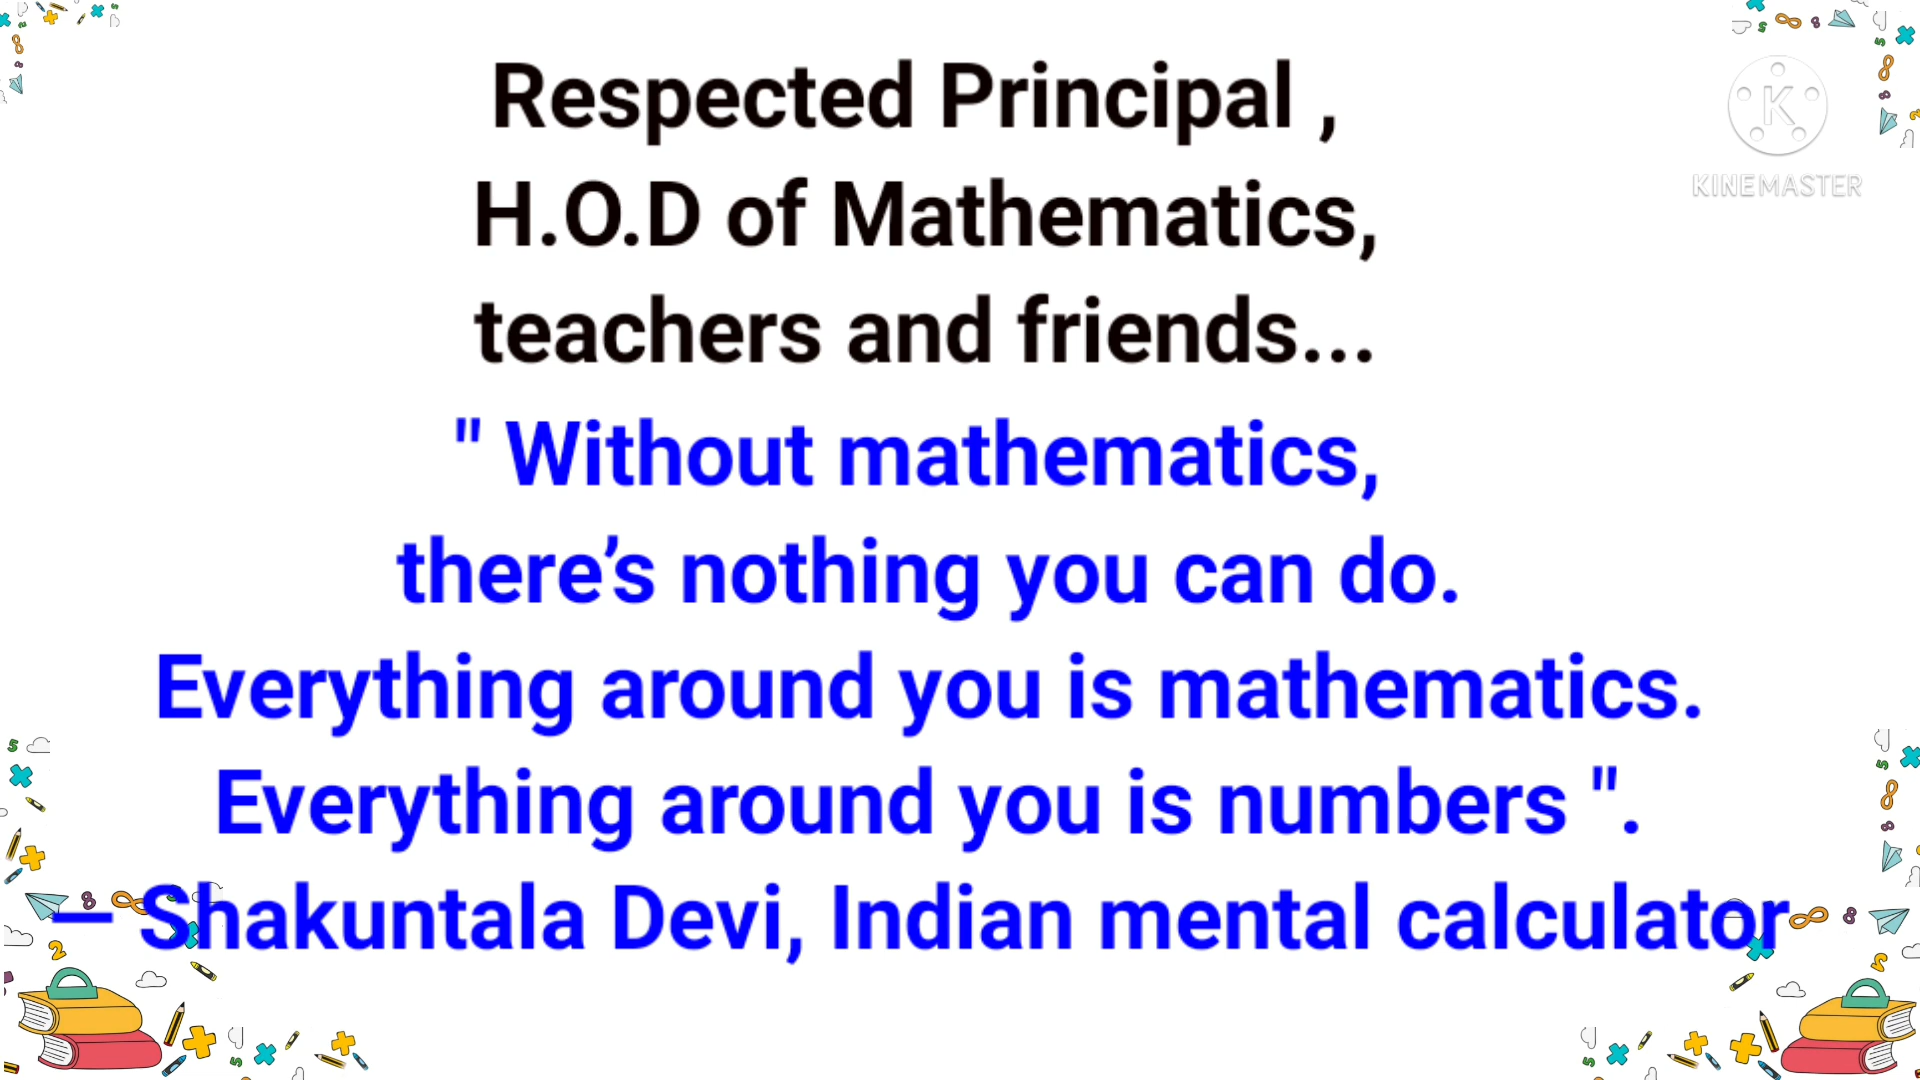 Respected Principal ,
H.O.D of Mathematics,
teachers and friends...
" Without mathematics,
there’s nothing you can do.
Everything around you is mathematics.
Everything around you is numbers ".
— Shakuntala Devi, Indian mental calculator
K
KINEMASTER